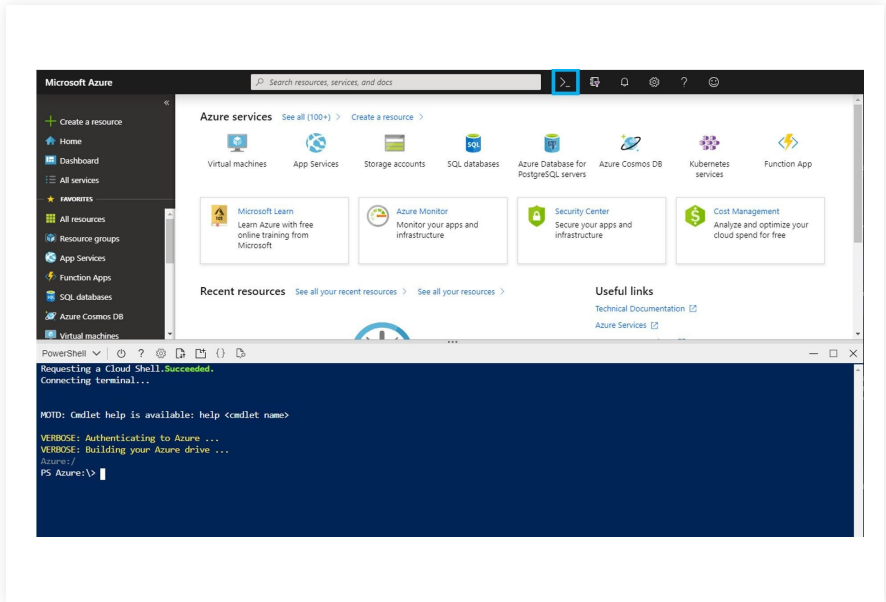 Microsoft Azure
Search resources, services, and docs
Create a resource
Home
Dashboard
All services
FAVORITES
All resources
Resource groups
App Services
Function Apps
SQL databases
Azure Cosmos DB
Virtual machines
Azure services See all (100+) > Create a resource >
Virtual machines
App Services
Storage accounts
SQL
SQL databases
Azure Database for
PostgreSQL servers
Azure Cosmos DB
Kubernetes
services
Function App
Microsoft Learn
Learn Azure with free
online training from
Microsoft
Azure Monitor
Monitor your apps and
infrastructure
Security Center
Secure your apps and
infrastructure
Cost Management
Analyze and optimize your
cloud spend for free
Recent resources See all your recent resources > See all your resources >
Useful links
Technical Documentation
Azure Services
PowerShell
Requesting a Cloud Shell.Succeeded.
Connecting terminal...
MOTD: Cmdlet help is available: help <cmdlet name>
VERBOSE: Authenticating to Azure ...
VERBOSE: Building your Azure drive ...
Azure:/
PS Azure:\>